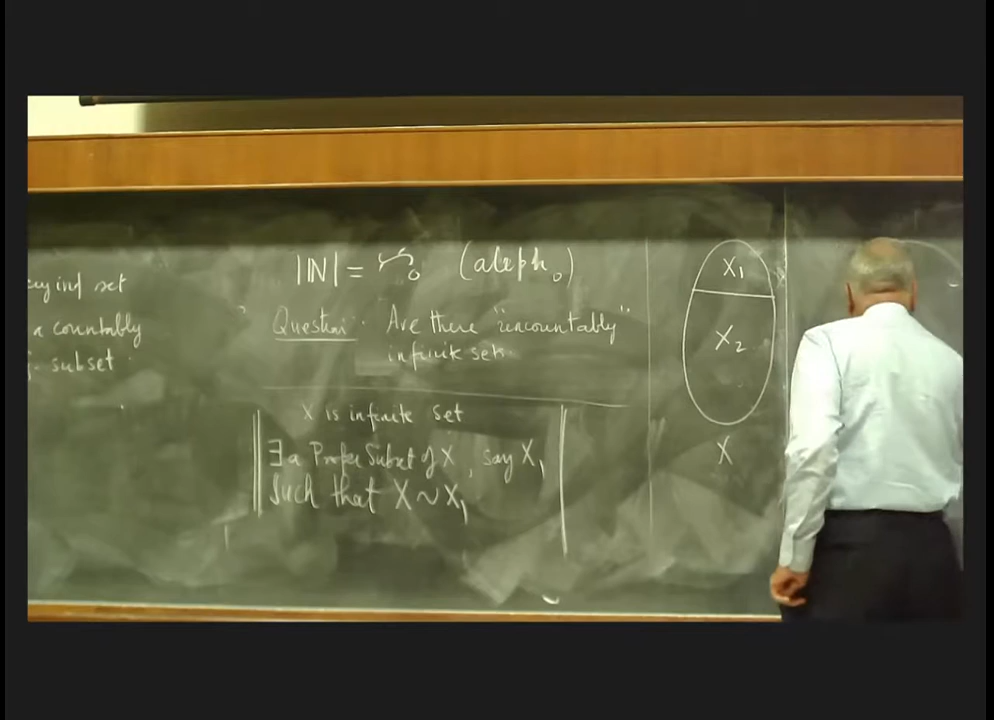 inf set
a countably
subset
|N| = ℵ₀ (aleph₀)
Question: Are there "uncountably"
infinite sets.
X is infinite set
∃ a Proper Subset of X, say X₁
Such that X ~ X₁
X₁
X₂
X